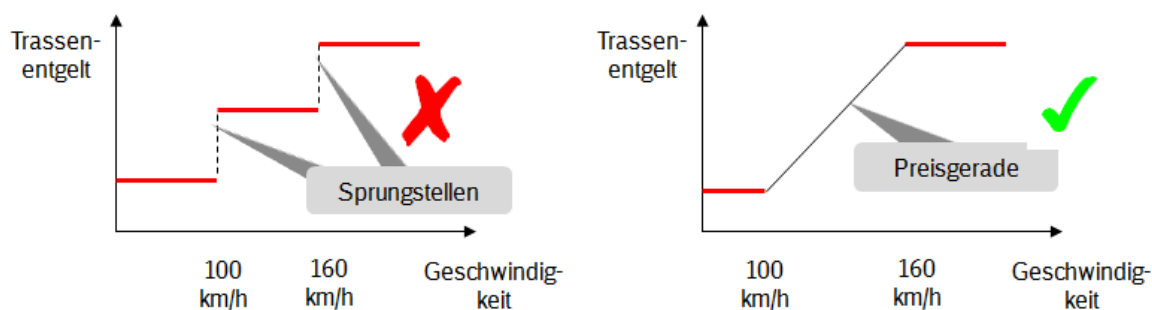 Trassen-
entgelt
Sprungstellen
100
km/h
160
km/h
Geschwindig-
keit
Trassen-
entgelt
Preisgerade
100
km/h
160
km/h
Geschwindig-
keit